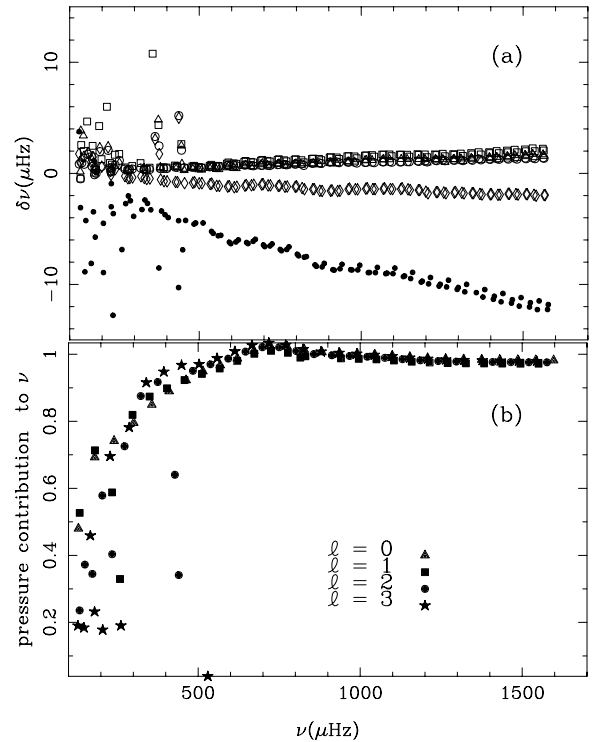 (a)
10
0
−10
δν(μHz)
(b)
1
0.8
0.6
0.4
0.2
pressure contribution to ν
ℓ = 0
ℓ = 1
ℓ = 2
ℓ = 3
500
1000
1500
ν(μHz)